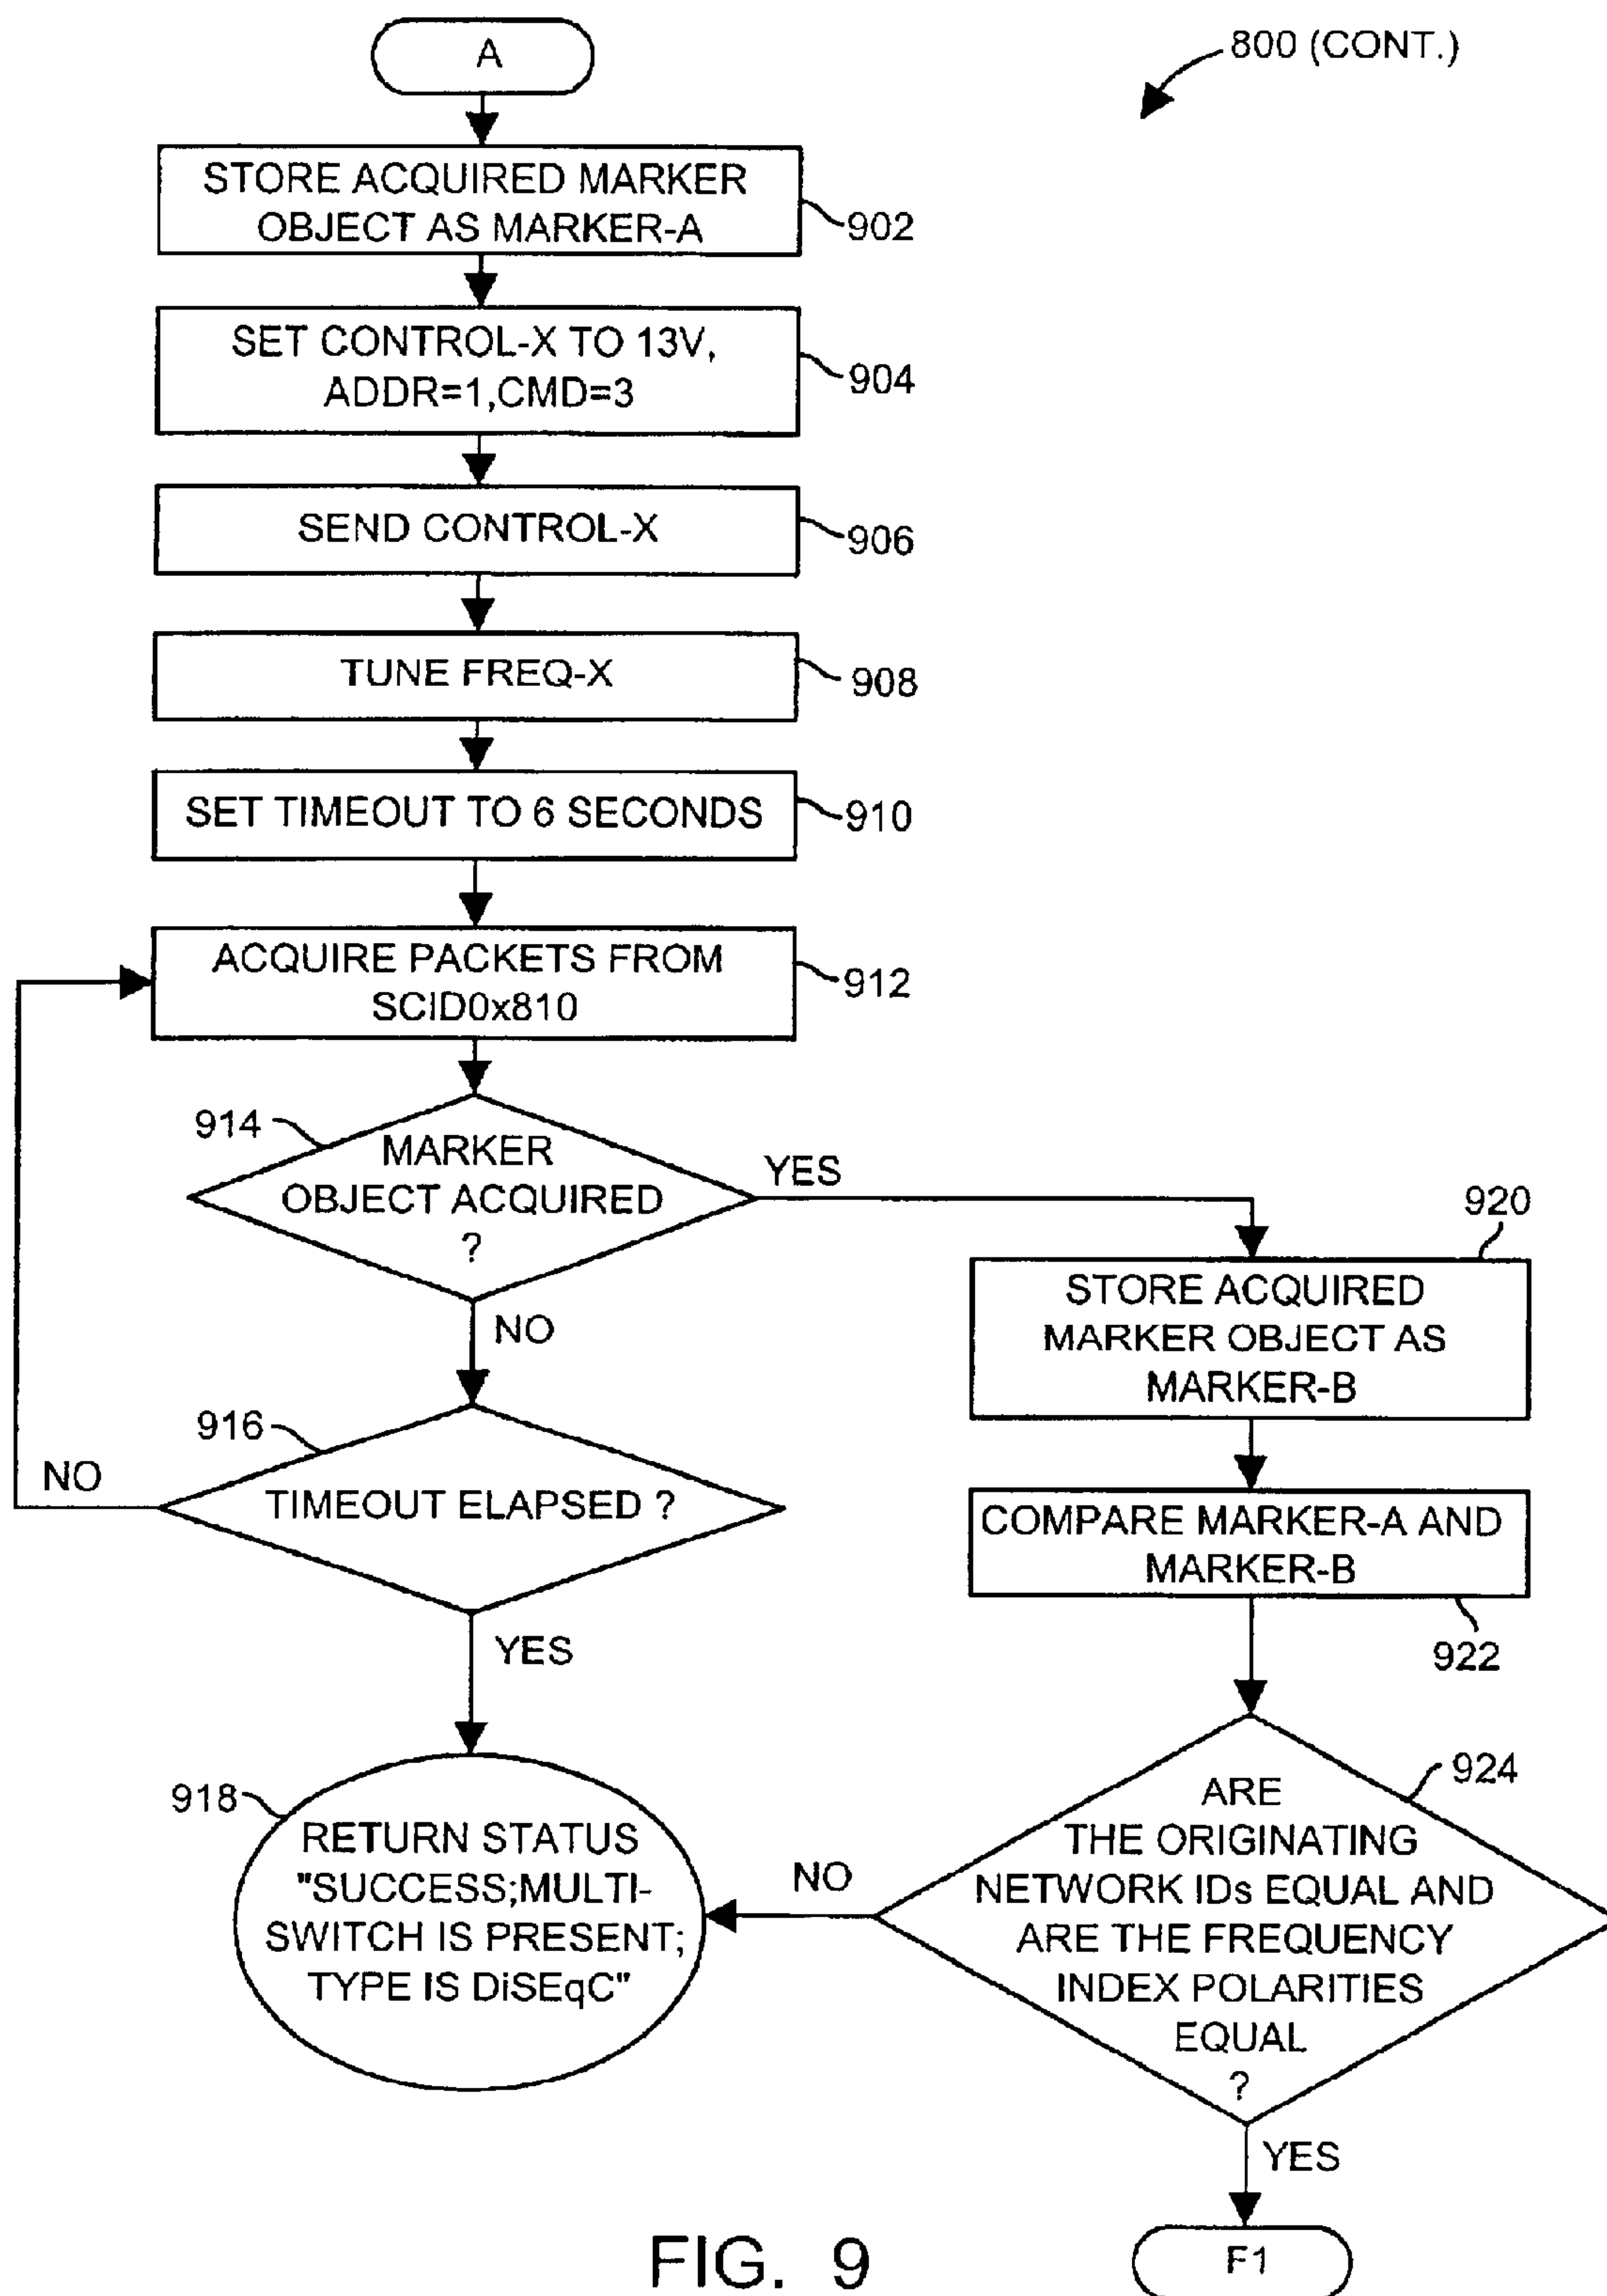 A
800 (CONT.)
STORE ACQUIRED MARKER
OBJECT AS MARKER-A
902
SET CONTROL-X TO 13V,
ADDR=1,CMD=3
904
SEND CONTROL-X
906
TUNE FREQ-X
908
SET TIMEOUT TO 6 SECONDS
910
ACQUIRE PACKETS FROM
SCID0x810
912
914
MARKER
OBJECT ACQUIRED
?
YES
NO
920
STORE ACQUIRED
MARKER OBJECT AS
MARKER-B
916
TIMEOUT ELAPSED ?
NO
YES
COMPARE MARKER-A AND
MARKER-B
922
918
RETURN STATUS
"SUCCESS;MULTI-
SWITCH IS PRESENT;
TYPE IS DiSEqC"
NO
924
ARE
THE ORIGINATING
NETWORK IDs EQUAL AND
ARE THE FREQUENCY
INDEX POLARITIES
EQUAL
?
YES
F1
FIG. 9